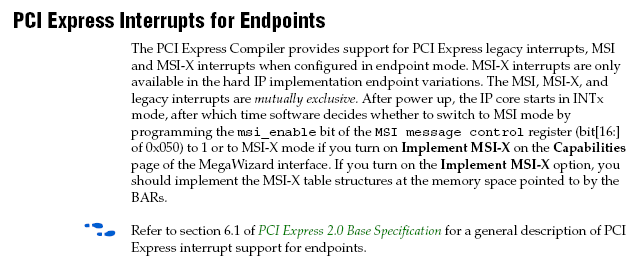 PCI Express Interrupts for Endpoints
The PCI Express Compiler provides support for PCI Express legacy interrupts, MSI
and MSI-X interrupts when configured in endpoint mode. MSI-X interrupts are only
available in the hard IP implementation endpoint variations. The MSI, MSI-X, and
legacy interrupts are mutually exclusive. After power up, the IP core starts in INTx
mode, after which time software decides whether to switch to MSI mode by
programming the msi_enable bit of the MSI message control register (bit[16:]
of 0x050) to 1 or to MSI-X mode if you turn on Implement MSI-X on the Capabilities
page of the MegaWizard interface. If you turn on the Implement MSI-X option, you
should implement the MSI-X table structures at the memory space pointed to by the
BARs.
Refer to section 6.1 of PCI Express 2.0 Base Specification for a general description of PCI
Express interrupt support for endpoints.